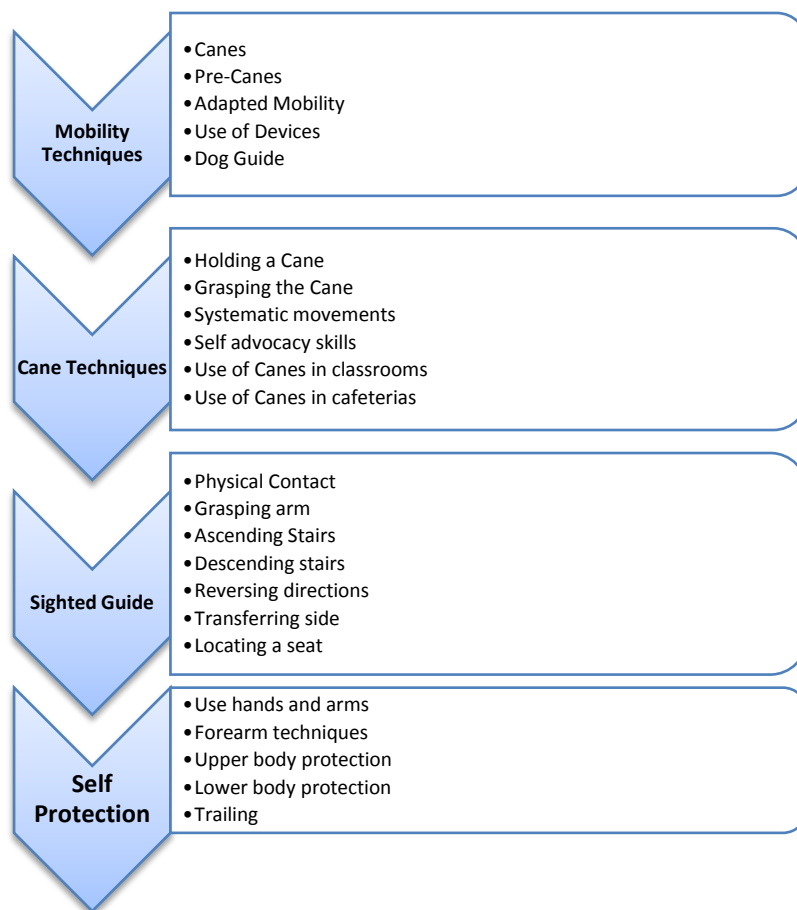 Mobility
Techniques
•Canes
•Pre-Canes
•Adapted Mobility
•Use of Devices
•Dog Guide
Cane Techniques
•Holding a Cane
•Grasping the Cane
•Systematic movements
•Self advocacy skills
•Use of Canes in classrooms
•Use of Canes in cafeterias
Sighted Guide
•Physical Contact
•Grasping arm
•Ascending Stairs
•Descending stairs
•Reversing directions
•Transferring side
•Locating a seat
Self
Protection
•Use hands and arms
•Forearm techniques
•Upper body protection
•Lower body protection
•Trailing